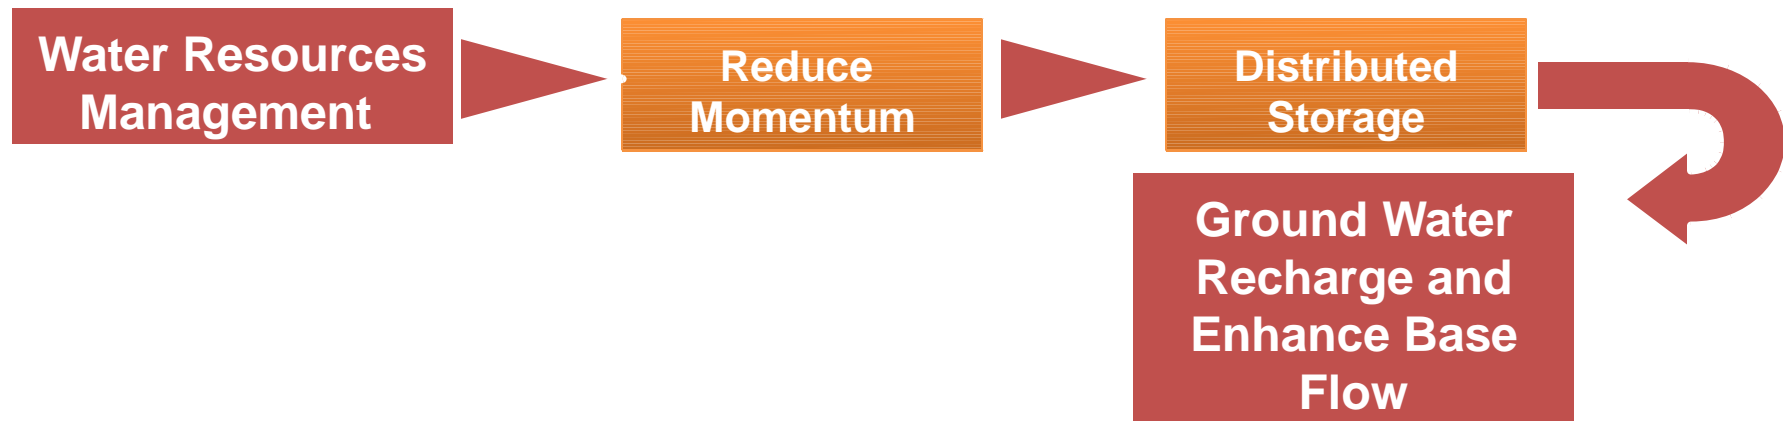 Water Resources
Management
Reduce
Momentum
Distributed
Storage
Ground Water
Recharge and
Enhance Base
Flow